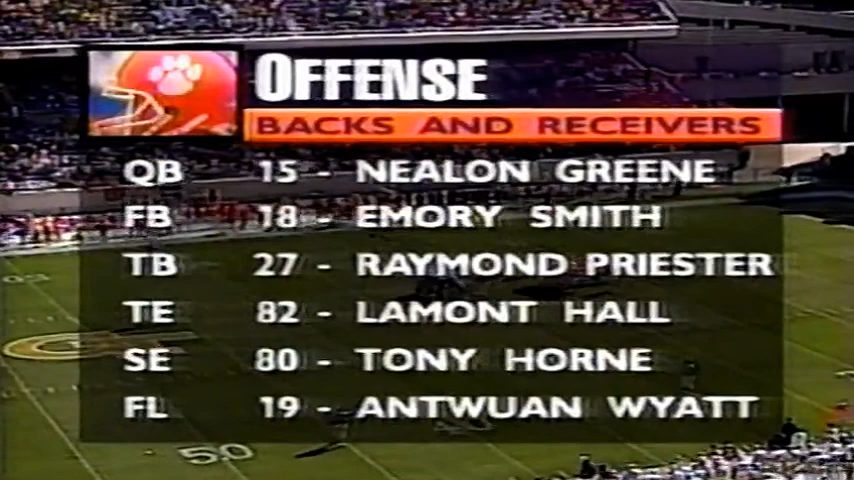 OFFENSE
BACKS AND RECEIVERS
QB 15 - NEALON GREENE
FB 18 - EMORY SMITH
TB 27 - RAYMOND PRIESTER
TE 82 - LAMONT HALL
SE 80 - TONY HORNE
FL 19 - ANTWUAN WYATT
GT
50